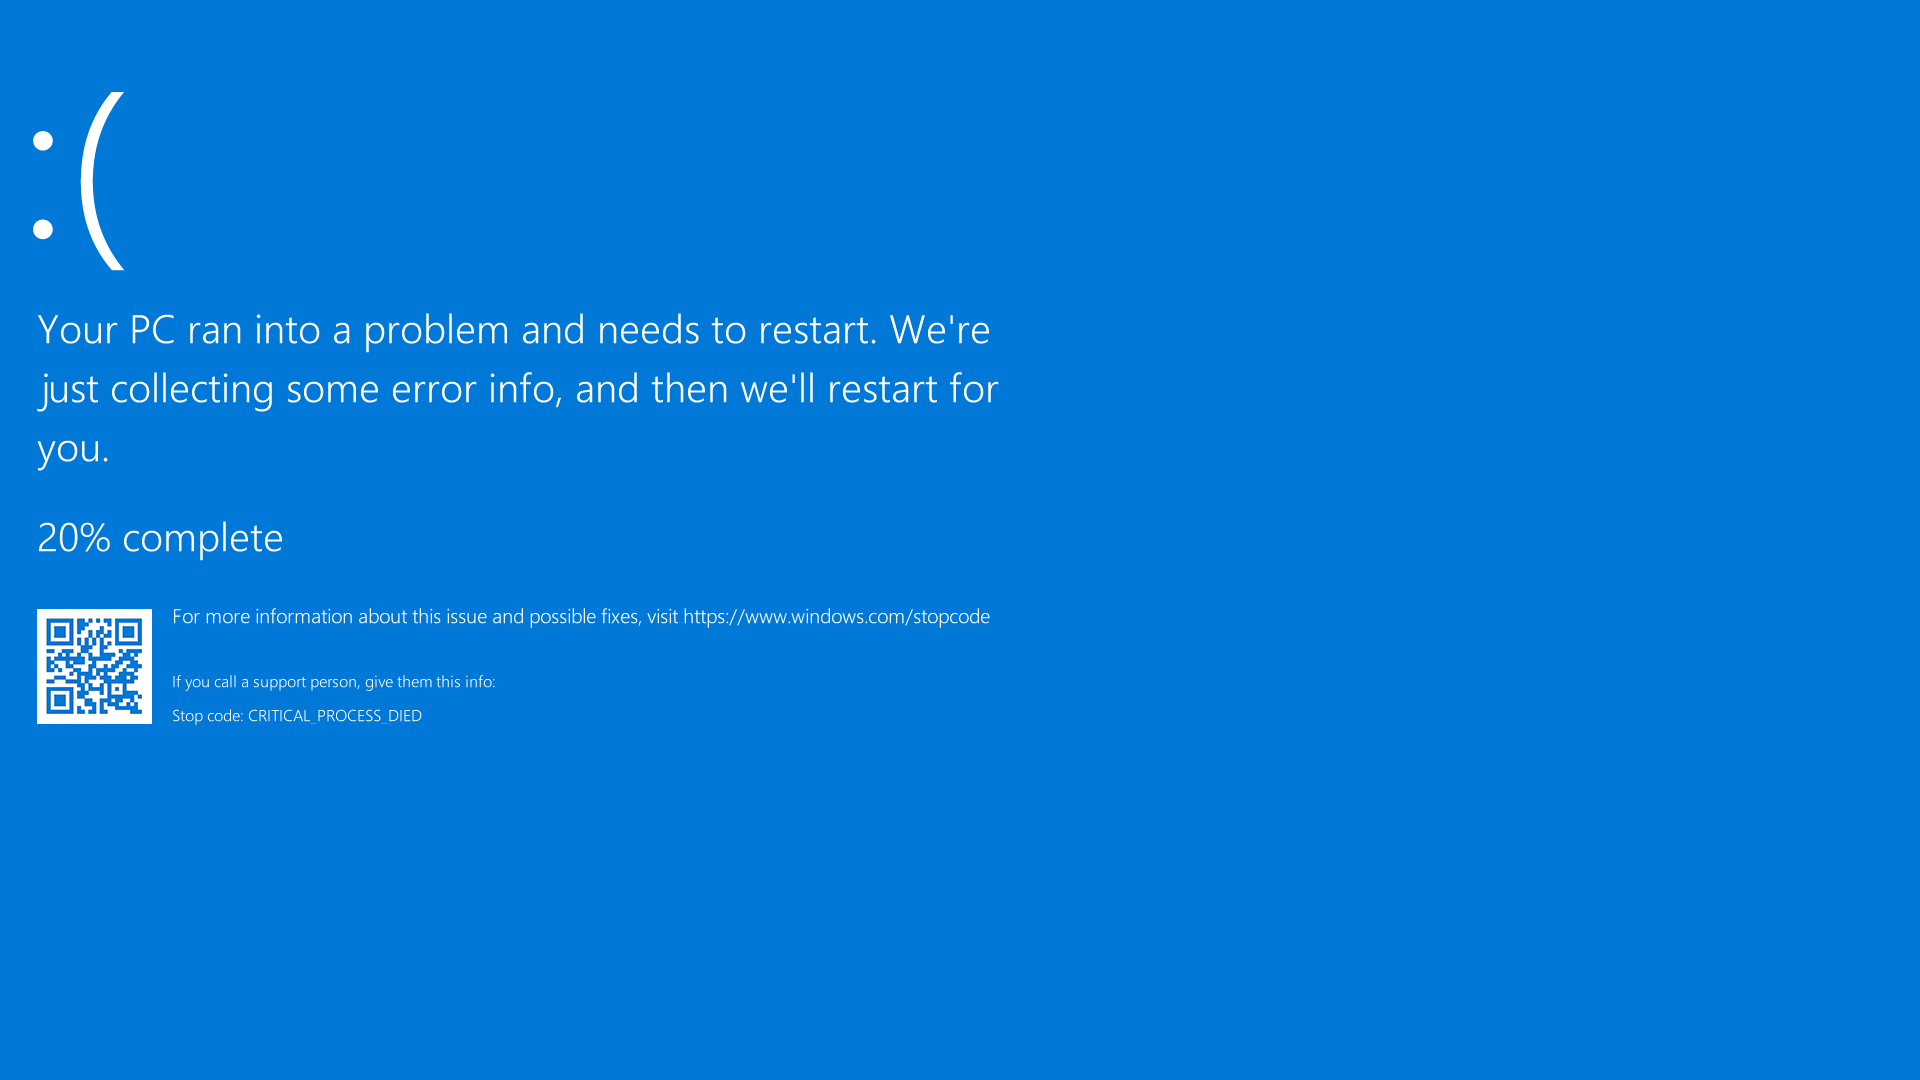 :(
Your PC ran into a problem and needs to restart. We're
just collecting some error info, and then we'll restart for
you.
20% complete
For more information about this issue and possible fixes, visit https://www.windows.com/stopcode
If you call a support person, give them this info:
Stop code: CRITICAL_PROCESS_DIED